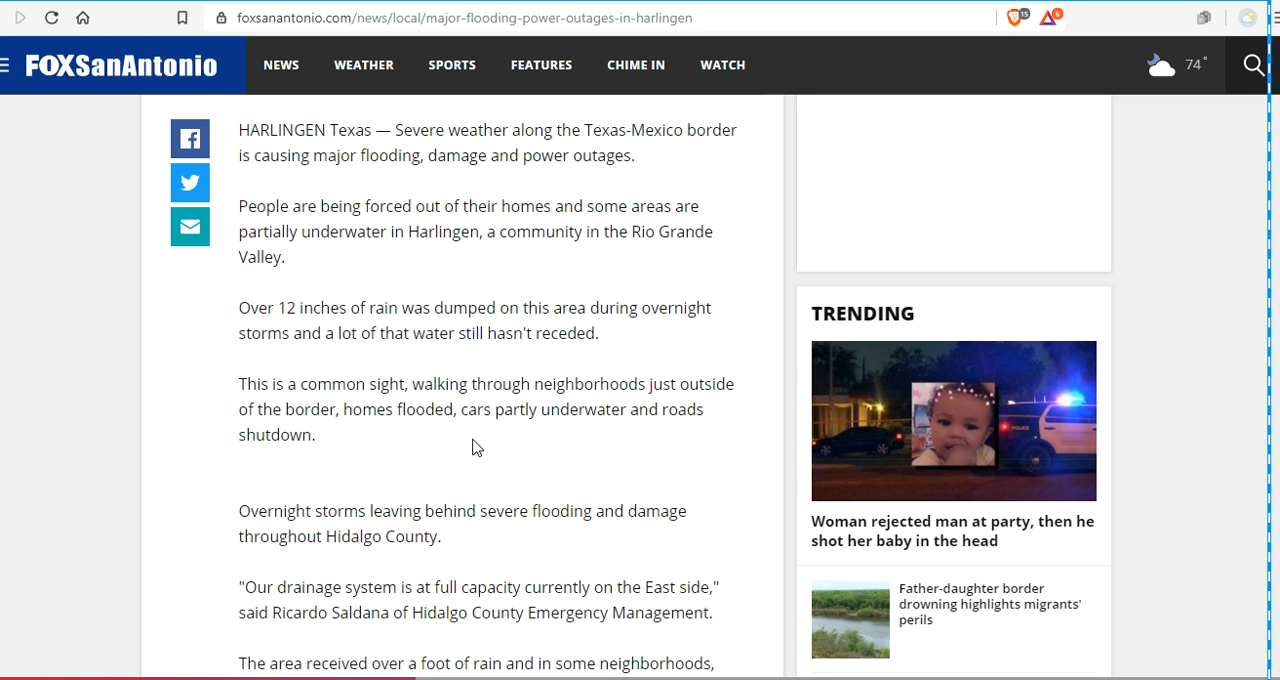 foxsanantonio.com/news/local/major-flooding-power-outages-in-harlingen
15
6
FOXSanAntonio
NEWS
WEATHER
SPORTS
FEATURES
CHIME IN
WATCH
74°
HARLINGEN Texas — Severe weather along the Texas-Mexico border
is causing major flooding, damage and power outages.
People are being forced out of their homes and some areas are
partially underwater in Harlingen, a community in the Rio Grande
Valley.
Over 12 inches of rain was dumped on this area during overnight
storms and a lot of that water still hasn't receded.
This is a common sight, walking through neighborhoods just outside
of the border, homes flooded, cars partly underwater and roads
shutdown.
Overnight storms leaving behind severe flooding and damage
throughout Hidalgo County.
"Our drainage system is at full capacity currently on the East side,"
said Ricardo Saldana of Hidalgo County Emergency Management.
The area received over a foot of rain and in some neighborhoods,
TRENDING
POLICE
Woman rejected man at party, then he
shot her baby in the head
Father-daughter border
drowning highlights migrants'
perils